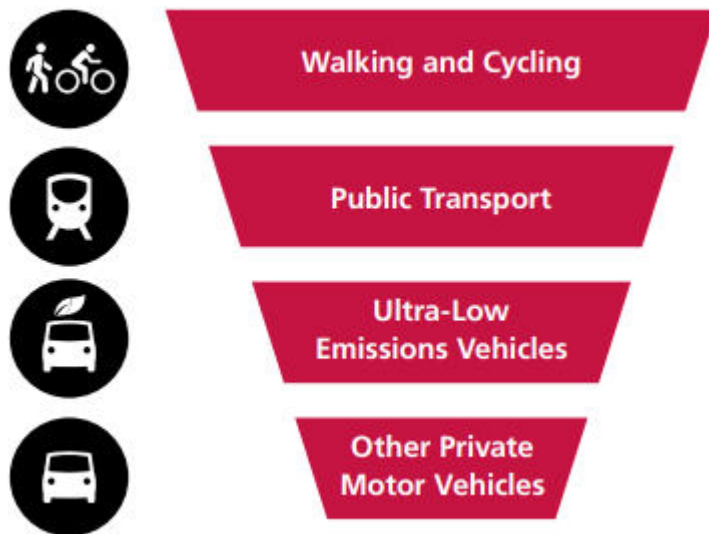 Walking and Cycling
Public Transport
Ultra-Low
Emissions Vehicles
Other Private
Motor Vehicles